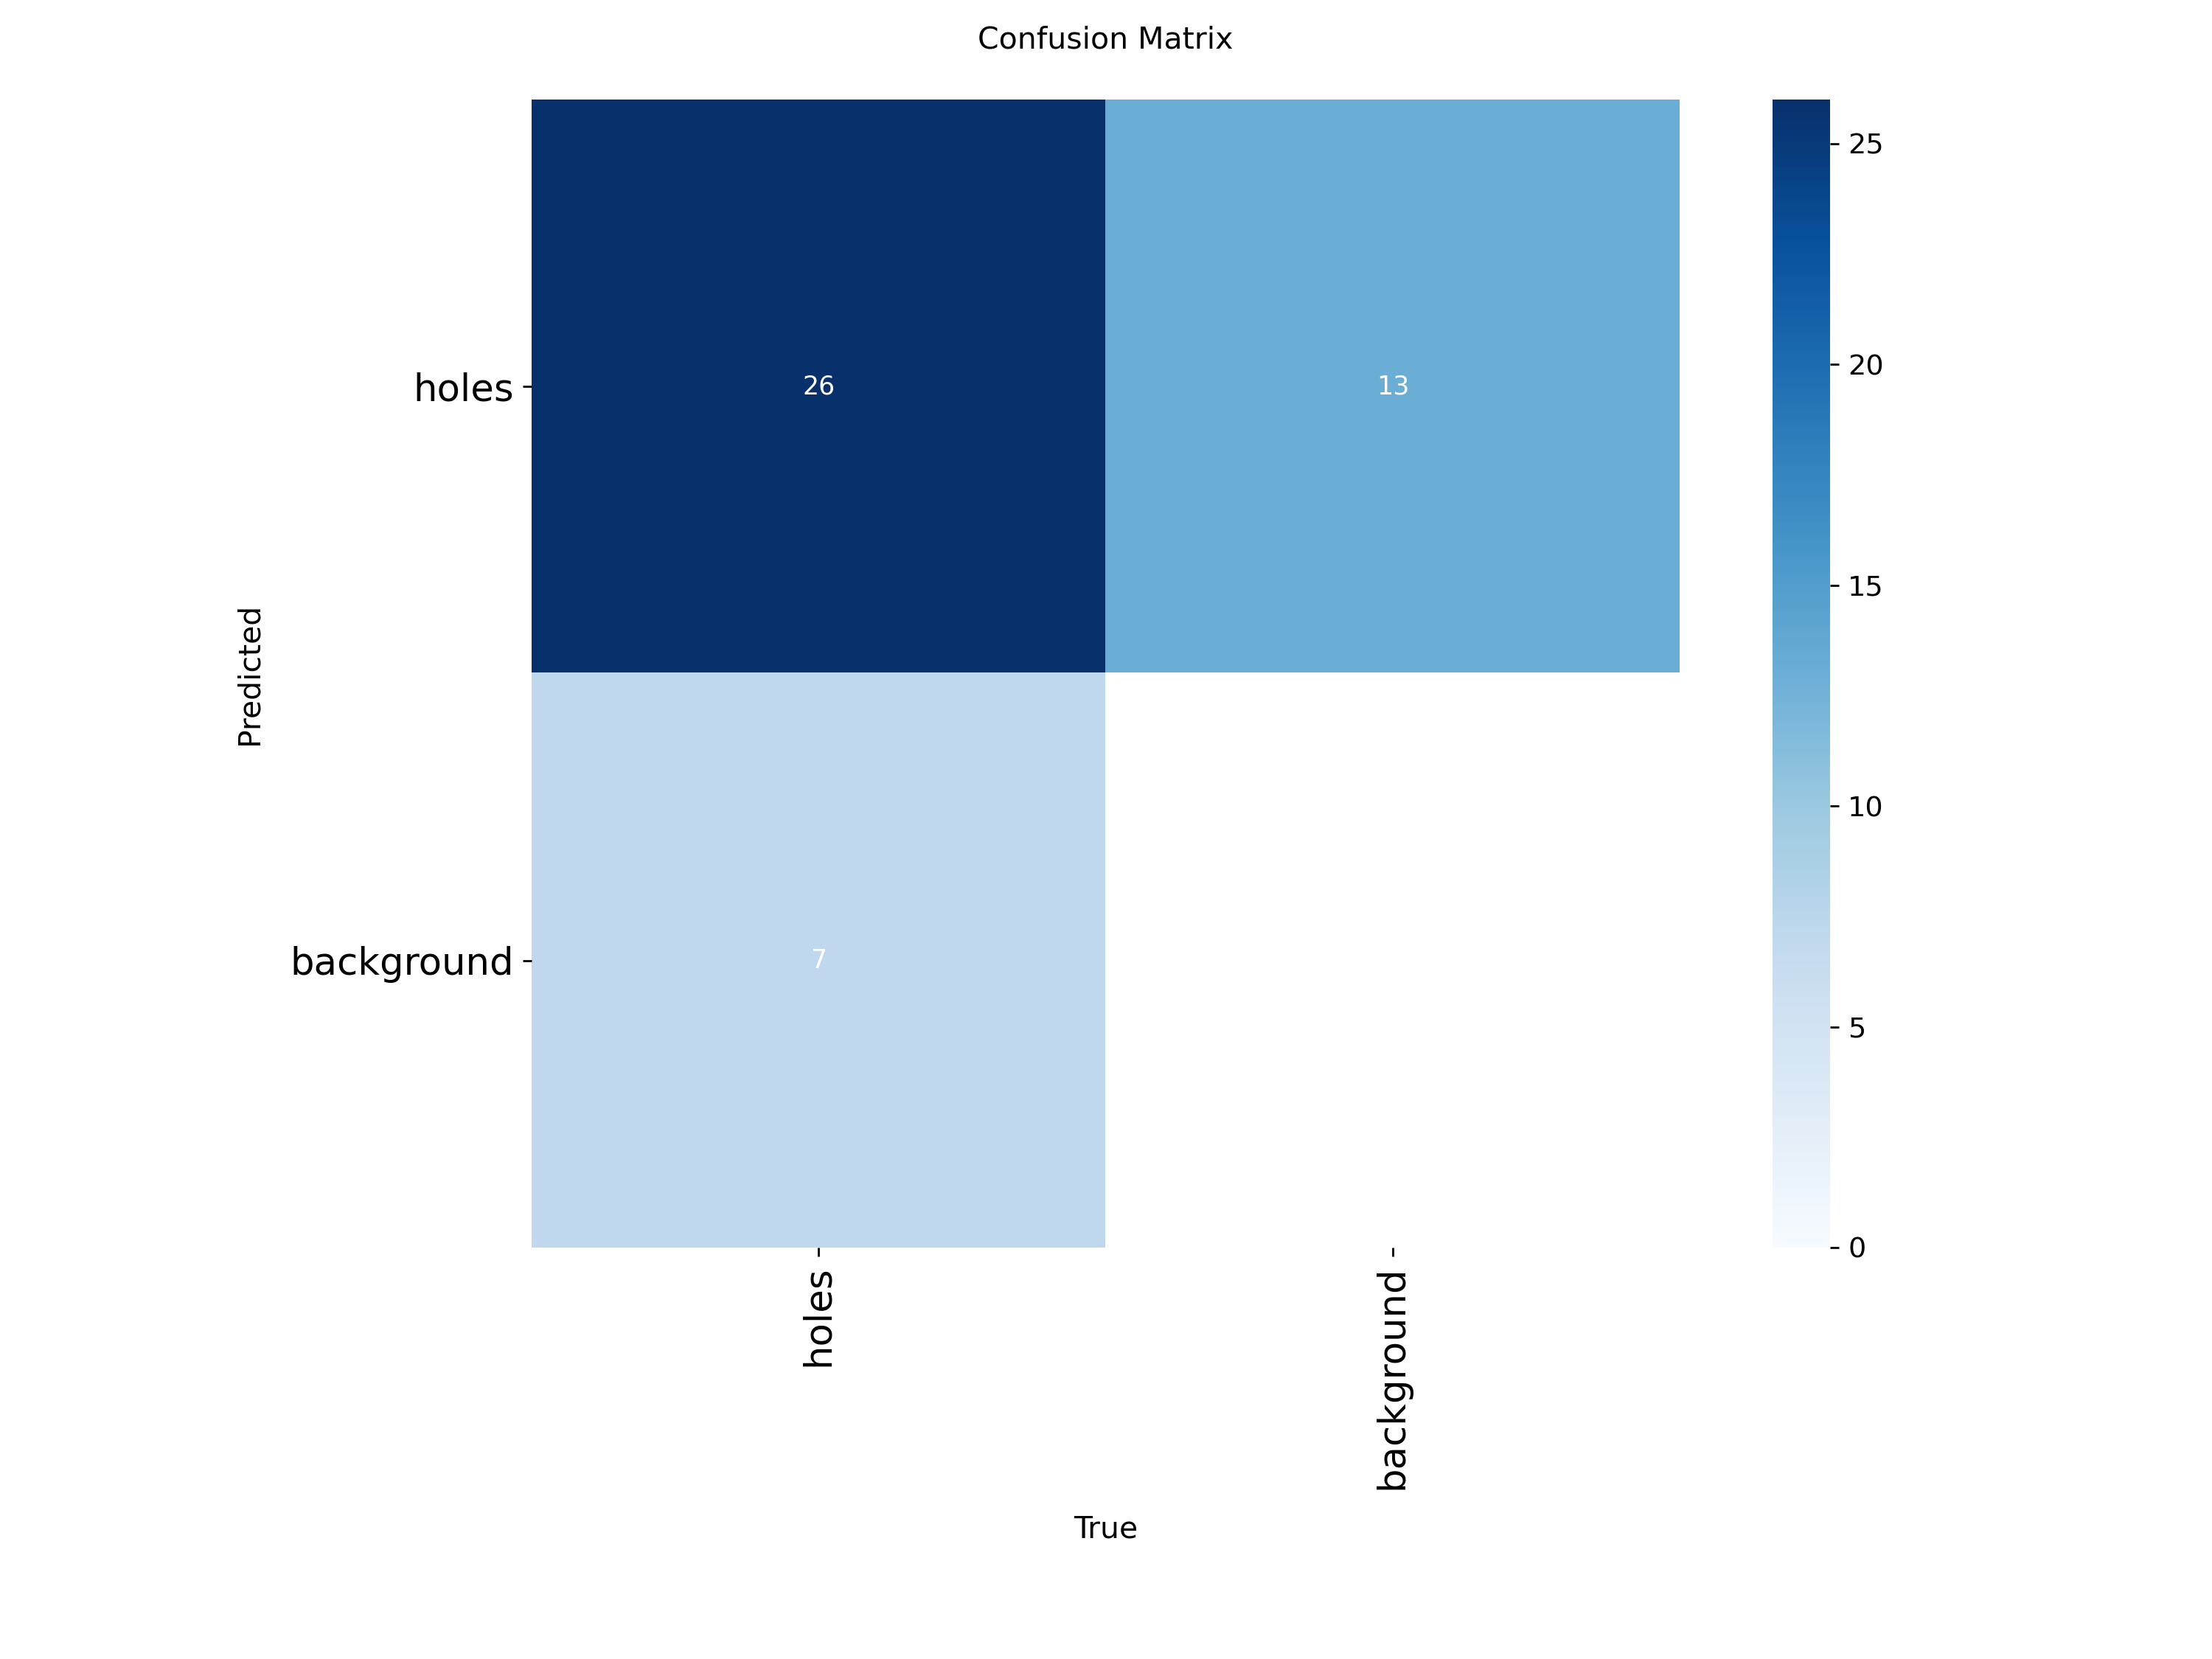 Confusion Matrix
holes
background
Predicted
26
13
7
holes
background
True
25
20
15
10
5
0